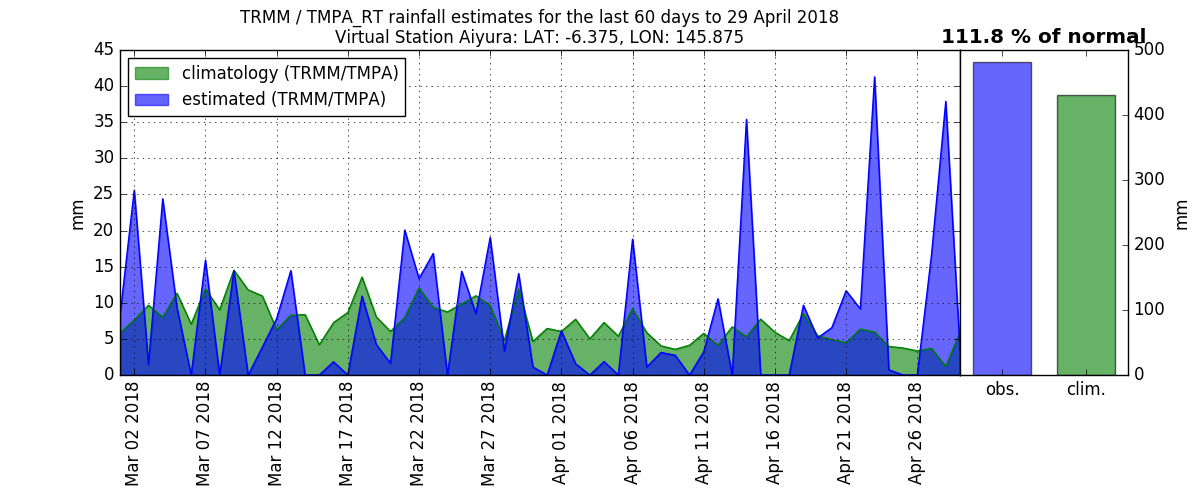 TRMM / TMPA_RT rainfall estimates for the last 60 days to 29 April 2018
Virtual Station Aiyura: LAT: -6.375, LON: 145.875
111.8 % of normal
climatology (TRMM/TMPA)
estimated (TRMM/TMPA)
45
40
35
30
25
20
15
10
5
0
mm
Mar 02 2018
Mar 07 2018
Mar 12 2018
Mar 17 2018
Mar 22 2018
Mar 27 2018
Apr 01 2018
Apr 06 2018
Apr 11 2018
Apr 16 2018
Apr 21 2018
Apr 26 2018
obs.
clim.
500
400
300
200
100
0
mm